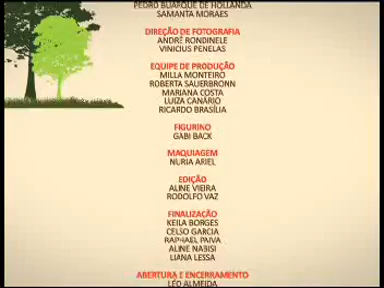 PEDRO BUARQUE DE HOLLANDA
SAMANTA MORAES
DIREÇÃO DE FOTOGRAFIA
ANDRÉ RONDINELE
VINICIUS PENELAS
EQUIPE DE PRODUÇÃO
MILLA MONTEIRO
ROBERTA SAUERBRONN
MARIANA COSTA
LUIZA CANÁRIO
RICARDO BRASÍLIA
FIGURINO
GABI BACK
MAQUIAGEM
NURIA ARIEL
EDIÇÃO
ALINE VIEIRA
RODOLFO VAZ
FINALIZAÇÃO
KEILA BORGES
CELSO GARCIA
RAPHAEL PAIVA
ALINE NABISI
LIANA LESSA
ABERTURA E ENCERRAMENTO
LÉO ALMEIDA